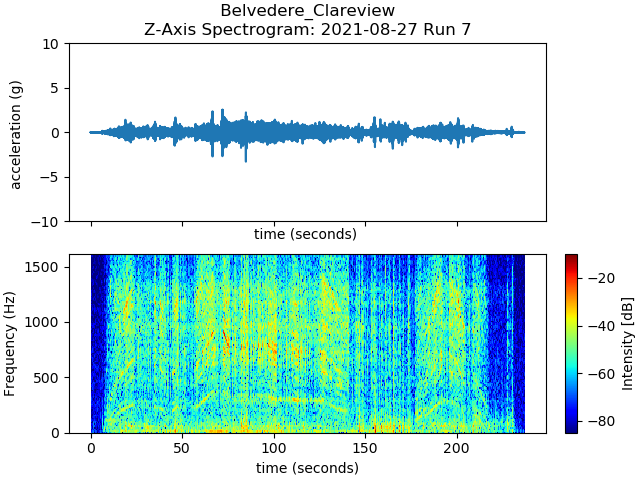 Belvedere_Clareview
Z-Axis Spectrogram: 2021-08-27 Run 7
10
5
0
−5
−10
acceleration (g)
time (seconds)
1500
1000
500
0
Frequency (Hz)
0 50 100 150 200
time (seconds)
−20
−40
−60
−80
Intensity [dB]